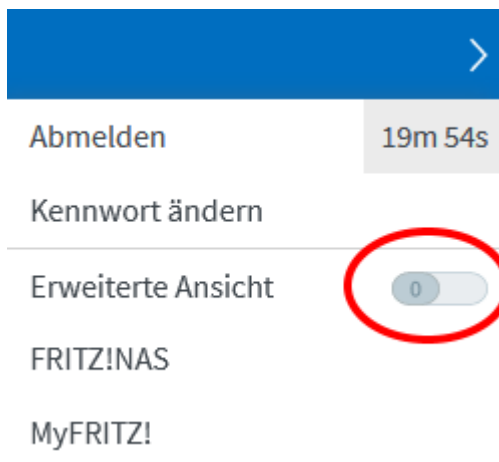 Abmelden 19m 54s
Kennwort ändern
Erweiterte Ansicht 0
FRITZ!NAS
MyFRITZ!